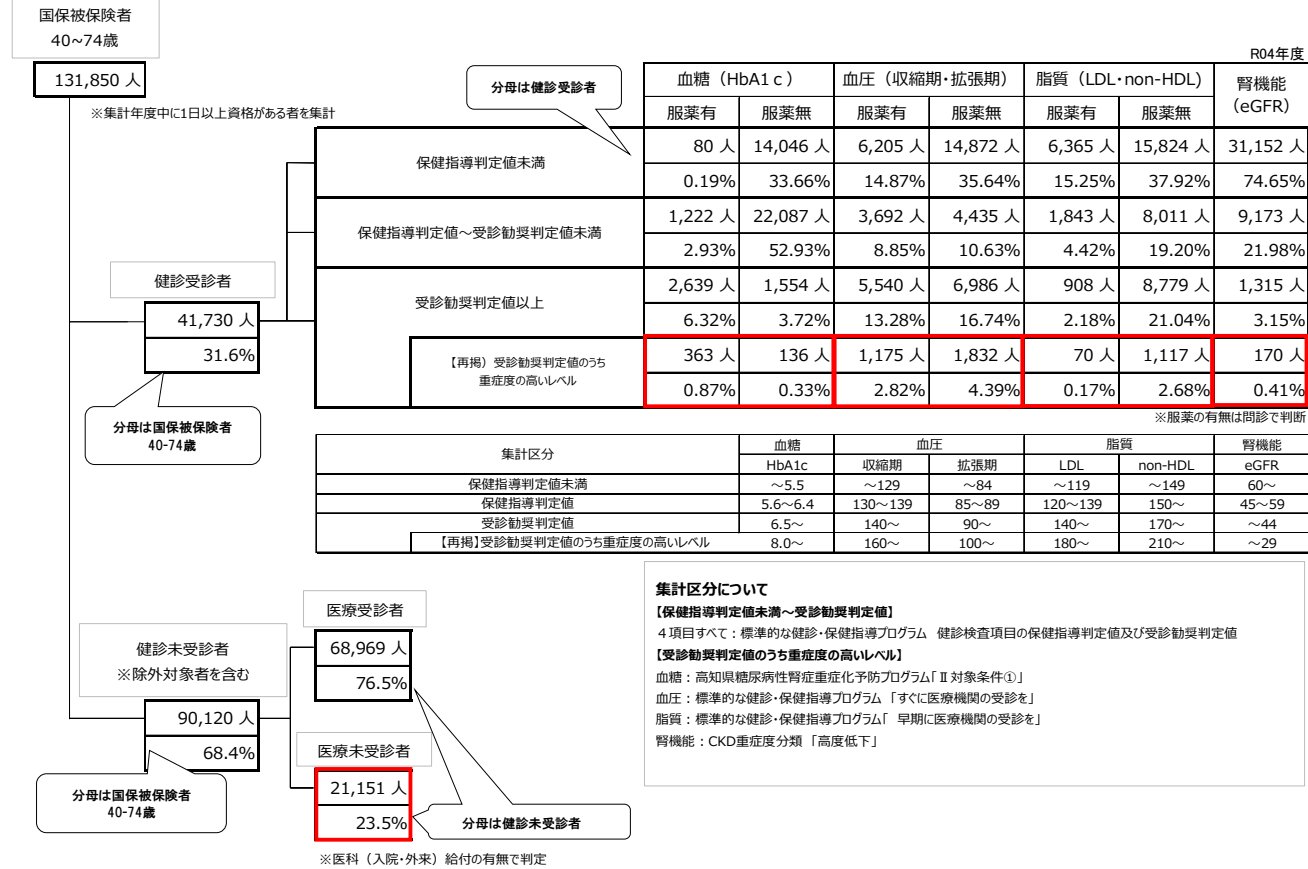 国保被保険者
40~74歳
131,850 人
※集計年度中に1日以上資格がある者を集計
R04年度
分母は健診受診者
血糖（HbA1ｃ） 血圧（収縮期・拡張期） 脂質（LDL・non-HDL） 腎機能
（eGFR）
服薬有 服薬無 服薬有 服薬無 服薬有 服薬無
保健指導判定値未満
80 人 14,046 人 6,205 人 14,872 人 6,365 人 15,824 人 31,152 人
0.19% 33.66% 14.87% 35.64% 15.25% 37.92% 74.65%
保健指導判定値～受診勧奨判定値未満
1,222 人 22,087 人 3,692 人 4,435 人 1,843 人 8,011 人 9,173 人
2.93% 52.93% 8.85% 10.63% 4.42% 19.20% 21.98%
受診勧奨判定値以上
2,639 人 1,554 人 5,540 人 6,986 人 908 人 8,779 人 1,315 人
6.32% 3.72% 13.28% 16.74% 2.18% 21.04% 3.15%
【再掲）受診勧奨判定値のうち
重症度の高いレベル
363 人 136 人 1,175 人 1,832 人 70 人 1,117 人 170 人
0.87% 0.33% 2.82% 4.39% 0.17% 2.68% 0.41%
※服薬の有無は問診で判断
健診受診者
41,730 人
31.6%
分母は国保被保険者
40-74歳
集計区分 血糖 血圧 脂質 腎機能
HbA1c 収縮期 拡張期 LDL non-HDL eGFR
保健指導判定値未満 ～5.5 ～129 ～84 ～119 ～149 60～
保健指導判定値 5.6～6.4 130～139 85～89 120～139 150～ 45～59
受診勧奨判定値 6.5～ 140～ 90～ 140～ 170～ ～44
【再掲】受診勧奨判定値のうち重症度の高いレベル 8.0～ 160～ 100～ 180～ 210～ ～29
集計区分について
【保健指導判定値未満～受診勧奨判定値】
４項目すべて：標準的な健診・保健指導プログラム 健診検査項目の保健指導判定値及び受診勧奨判定値
【受診勧奨判定値のうち重症度の高いレベル】
血糖：高知県糖尿病性腎症重症化予防プログラム「Ⅱ対象条件①」
血圧：標準的な健診・保健指導プログラム 「すぐに医療機関の受診を」
脂質：標準的な健診・保健指導プログラム「 早期に医療機関の受診を」
腎機能：CKD重症度分類 「高度低下」
健診未受診者
※除外対象者を含む
90,120 人
68.4%
分母は国保被保険者
40-74歳
医療受診者
68,969 人
76.5%
医療未受診者
21,151 人
23.5%
分母は健診未受診者
※医科（入院・外来）給付の有無で判定